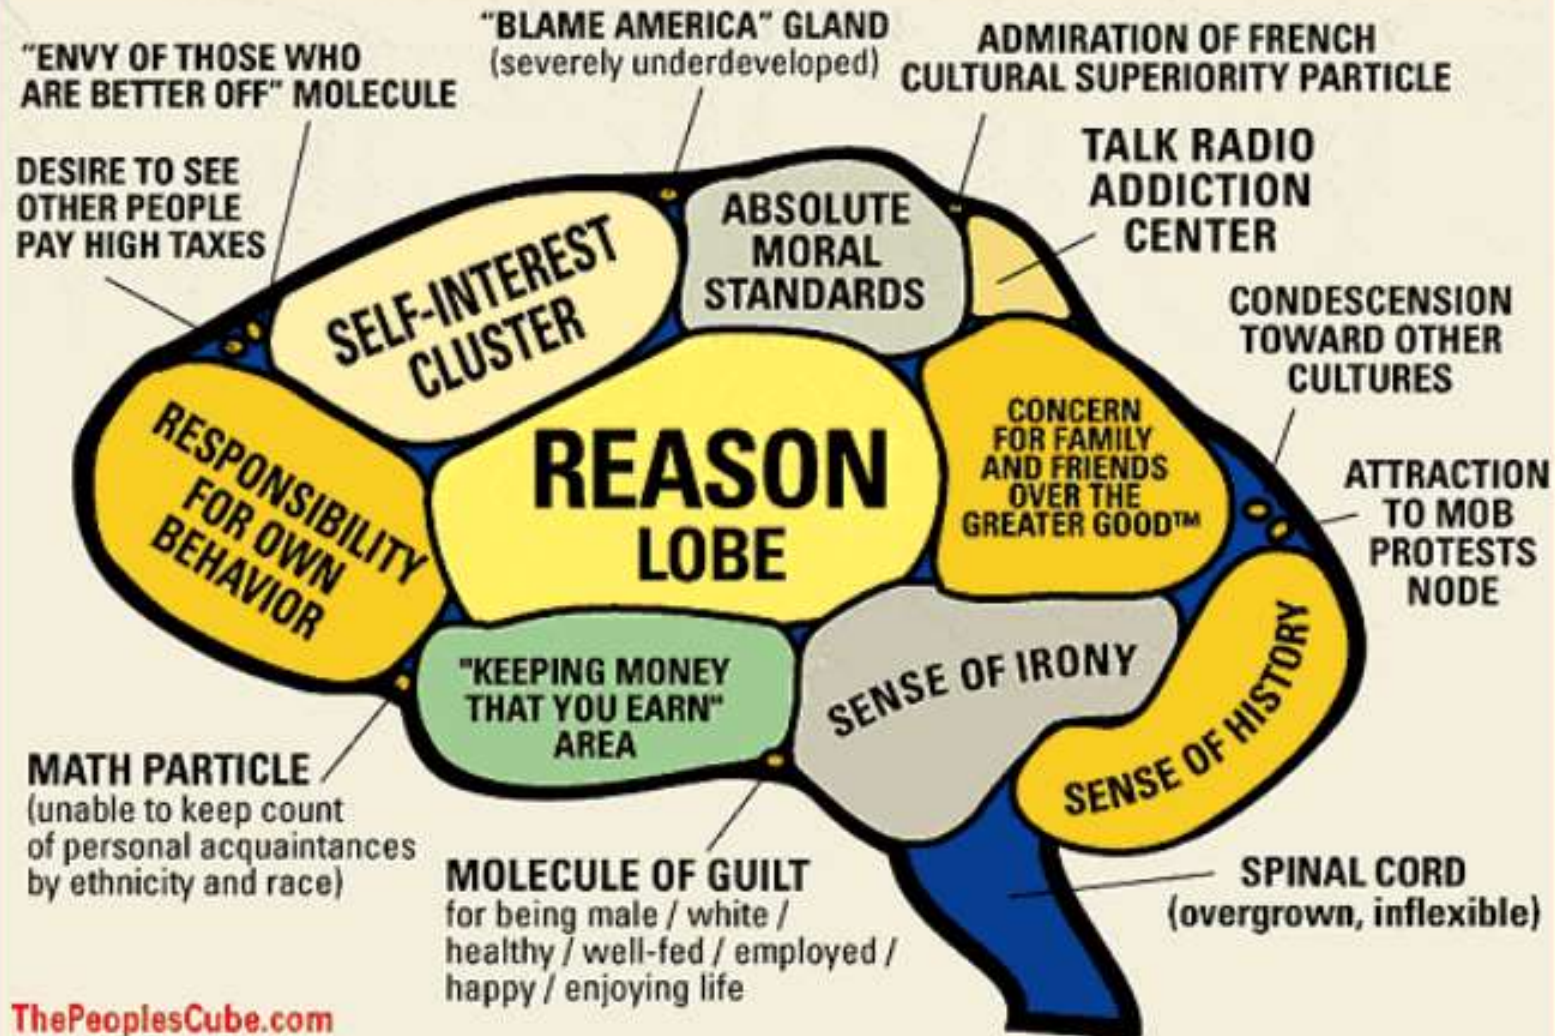 "ENVY OF THOSE WHO
ARE BETTER OFF" MOLECULE
"BLAME AMERICA" GLAND
(severely underdeveloped)
ADMIRATION OF FRENCH
CULTURAL SUPERIORITY PARTICLE
DESIRE TO SEE
OTHER PEOPLE
PAY HIGH TAXES
TALK RADIO
ADDICTION
CENTER
SELF-INTEREST
CLUSTER
ABSOLUTE
MORAL
STANDARDS
CONDESCENSION
TOWARD OTHER
CULTURES
RESPONSIBILITY
FOR OWN
BEHAVIOR
REASON
LOBE
CONCERN
FOR FAMILY
AND FRIENDS
OVER THE
GREATER GOOD™
ATTRACTION
TO MOB
PROTESTS
NODE
"KEEPING MONEY
THAT YOU EARN"
AREA
SENSE OF IRONY
SENSE OF HISTORY
MATH PARTICLE
(unable to keep count
of personal acquaintances
by ethnicity and race)
MOLECULE OF GUILT
for being male / white /
healthy / well-fed / employed /
happy / enjoying life
SPINAL CORD
(overgrown, inflexible)
ThePeoplesCube.com